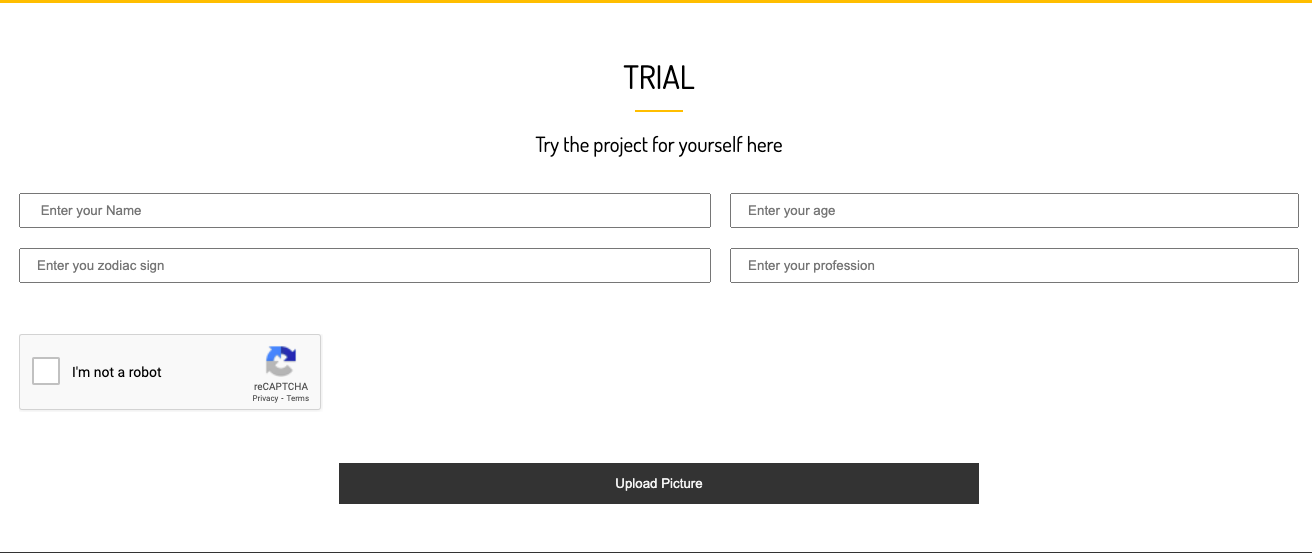 TRIAL
Try the project for yourself here
Enter your Name
Enter your age
Enter you zodiac sign
Enter your profession
I'm not a robot
reCAPTCHA
Privacy - Terms
Upload Picture